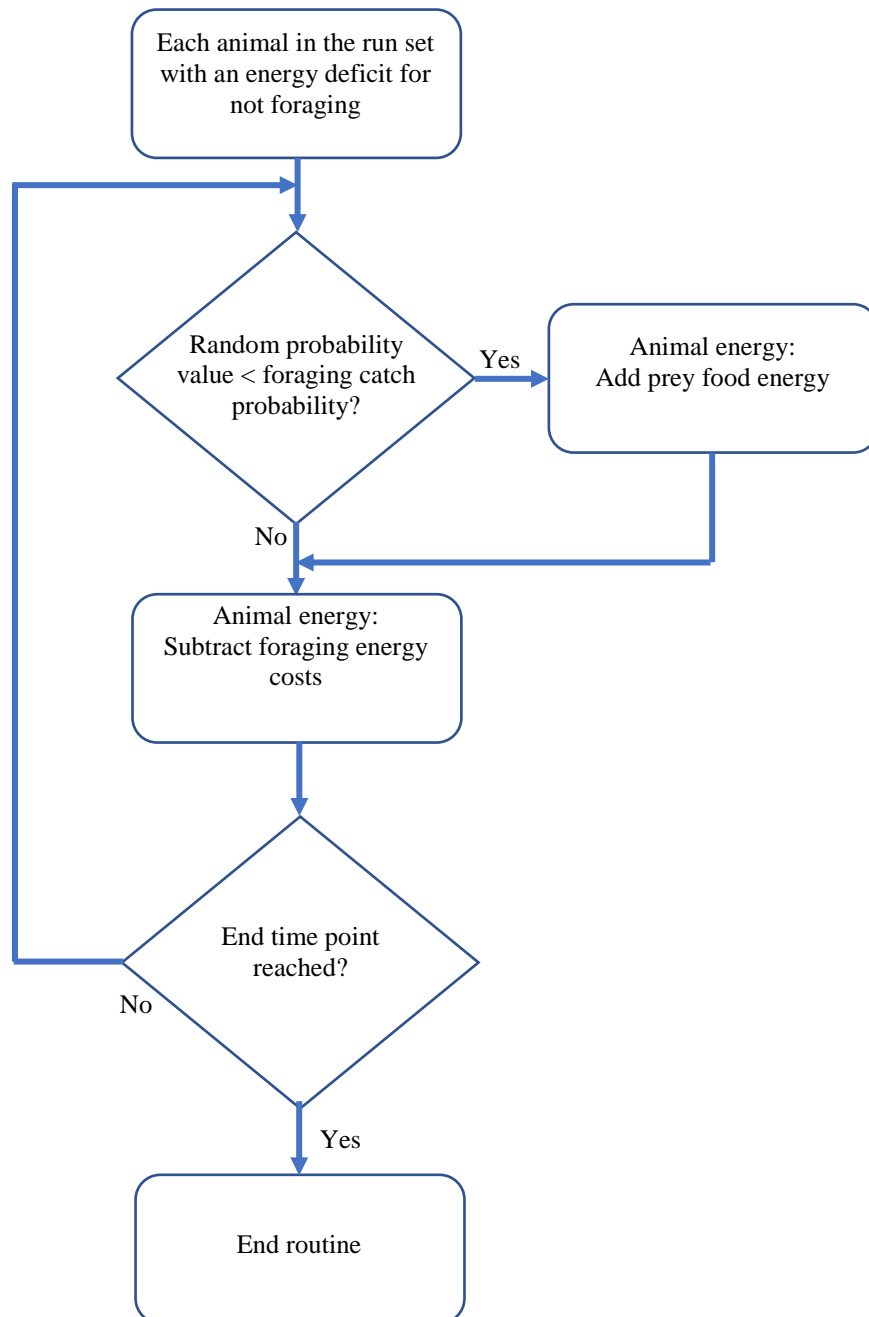 Each animal in the run set
with an energy deficit for
not foraging
Random probability
value < foraging catch
probability?
Yes
Animal energy:
Add prey food energy
No
Animal energy:
Subtract foraging energy
costs
End time point
reached?
No
Yes
End routine